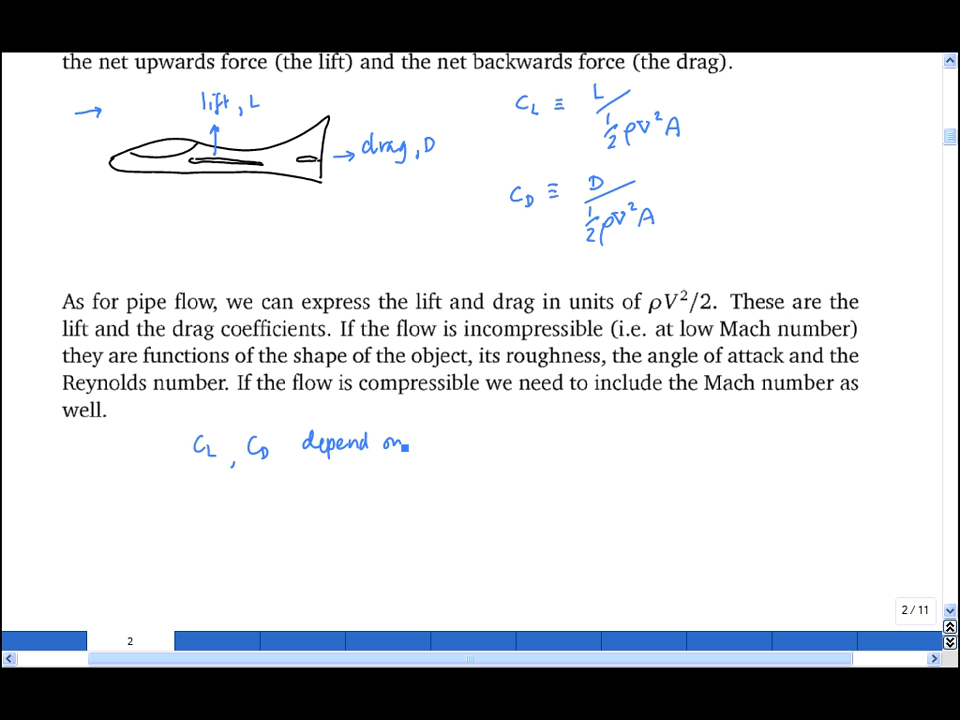 the net upwards force (the lift) and the net backwards force (the drag).
lift, L
drag, D
C_L ≡ L / ½ρV²A
C_D ≡ D / ½ρV²A
As for pipe flow, we can express the lift and drag in units of ρV²/2. These are the
lift and the drag coefficients. If the flow is incompressible (i.e. at low Mach number)
they are functions of the shape of the object, its roughness, the angle of attack and the
Reynolds number. If the flow is compressible we need to include the Mach number as
well.
C_L, C_D depend on
2 / 11
2